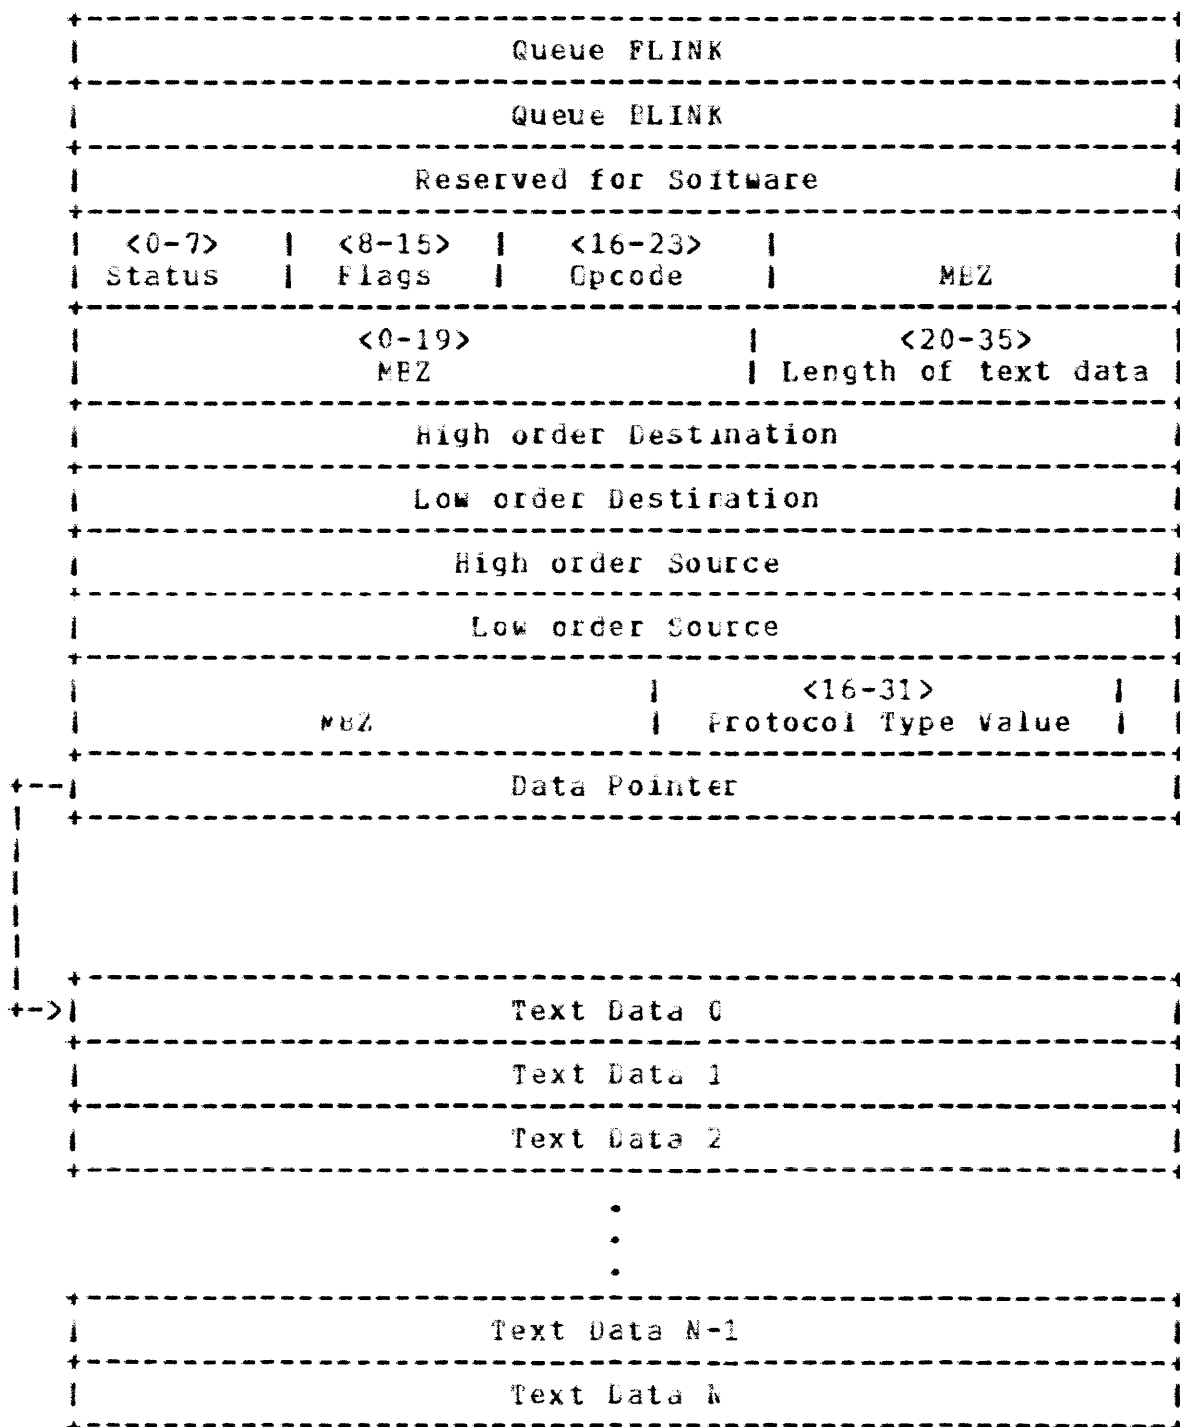 Queue FLINK
Queue BLINK
Reserved for Software
<0-7> | <8-15> | <16-23> |
Status | Flags | Opcode | MBZ
<0-19> | <20-35>
MBZ | Length of text data
High order Destination
Low order Destination
High order Source
Low order Source
| <16-31> |
MBZ | Protocol Type Value |
Data Pointer
Text Data 0
Text Data 1
Text Data 2
.
.
.
Text Data N-1
Text Data N